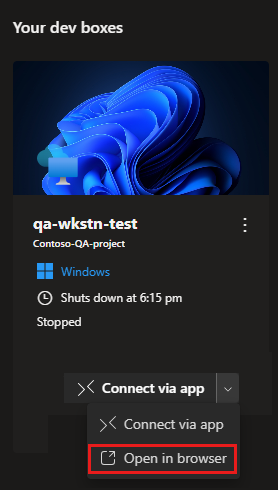 Your dev boxes
qa-wkstn-test
Contoso-QA-project
Windows
Shuts down at 6:15 pm
Stopped
Connect via app
Connect via app
Open in browser